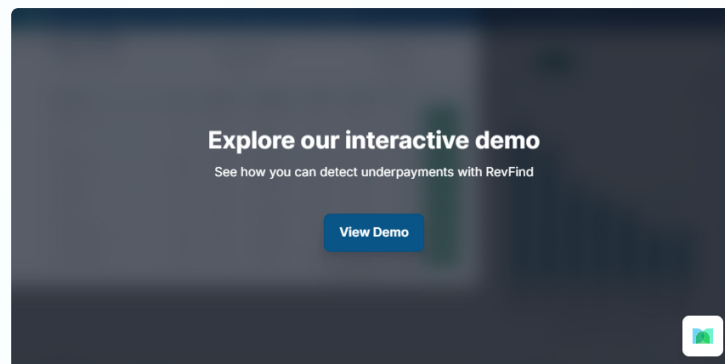 Explore our interactive demo
See how you can detect underpayments with RevFind
View Demo